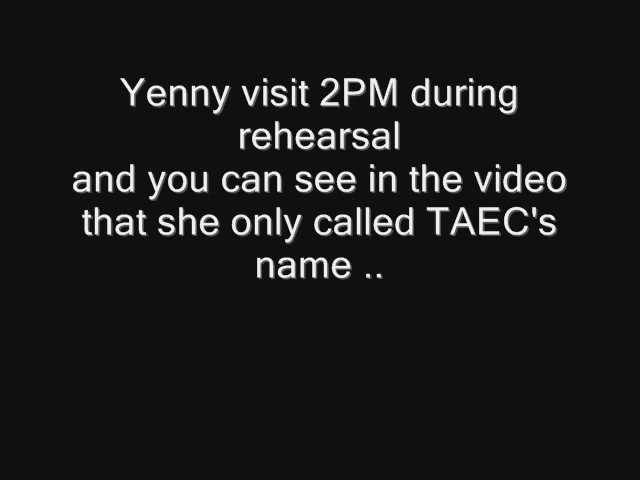 Yenny visit 2PM during
rehearsal
and you can see in the video
that she only called TAEC's
name ..